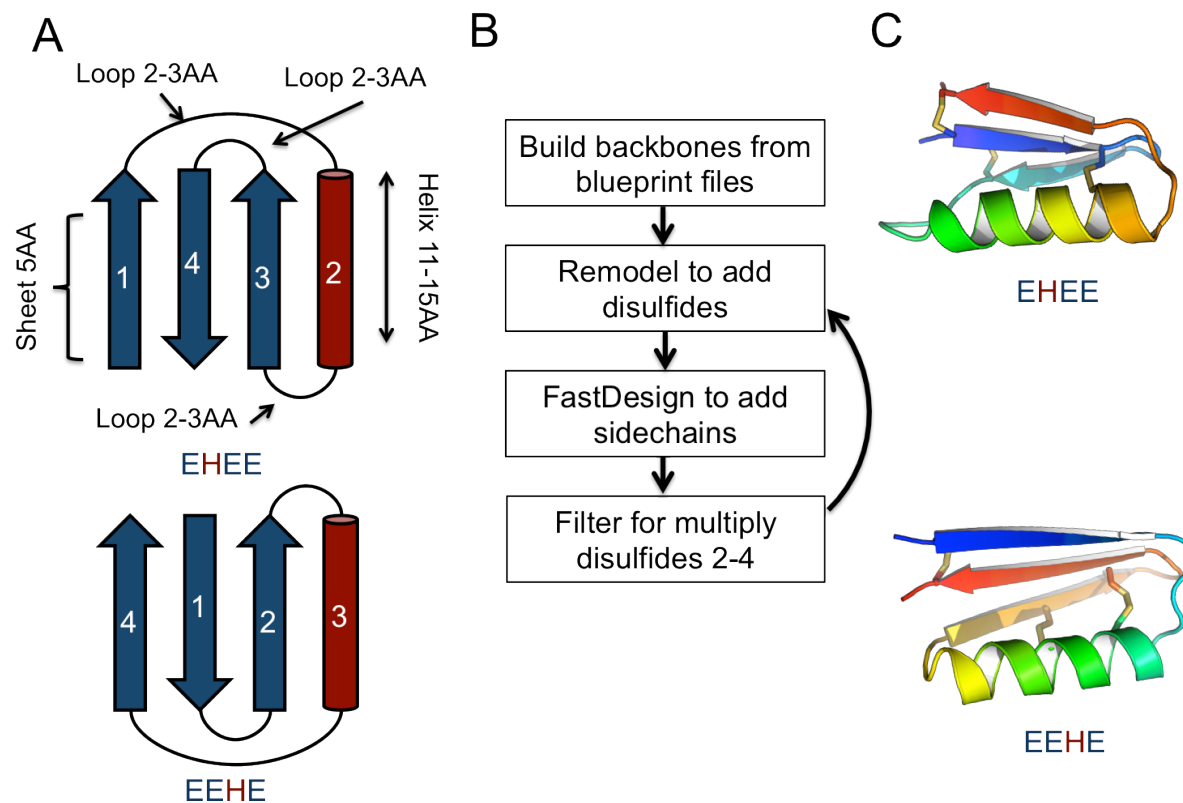 A
Loop 2-3AA
Loop 2-3AA
Sheet 5AA
1
4
3
2
Helix 11-15AA
Loop 2-3AA
EHEE
4
1
2
3
EEHE
B
Build backbones from
blueprint files
Remodel to add
disulfides
FastDesign to add
sidechains
Filter for multiply
disulfides 2-4
C
EHEE
EEHE